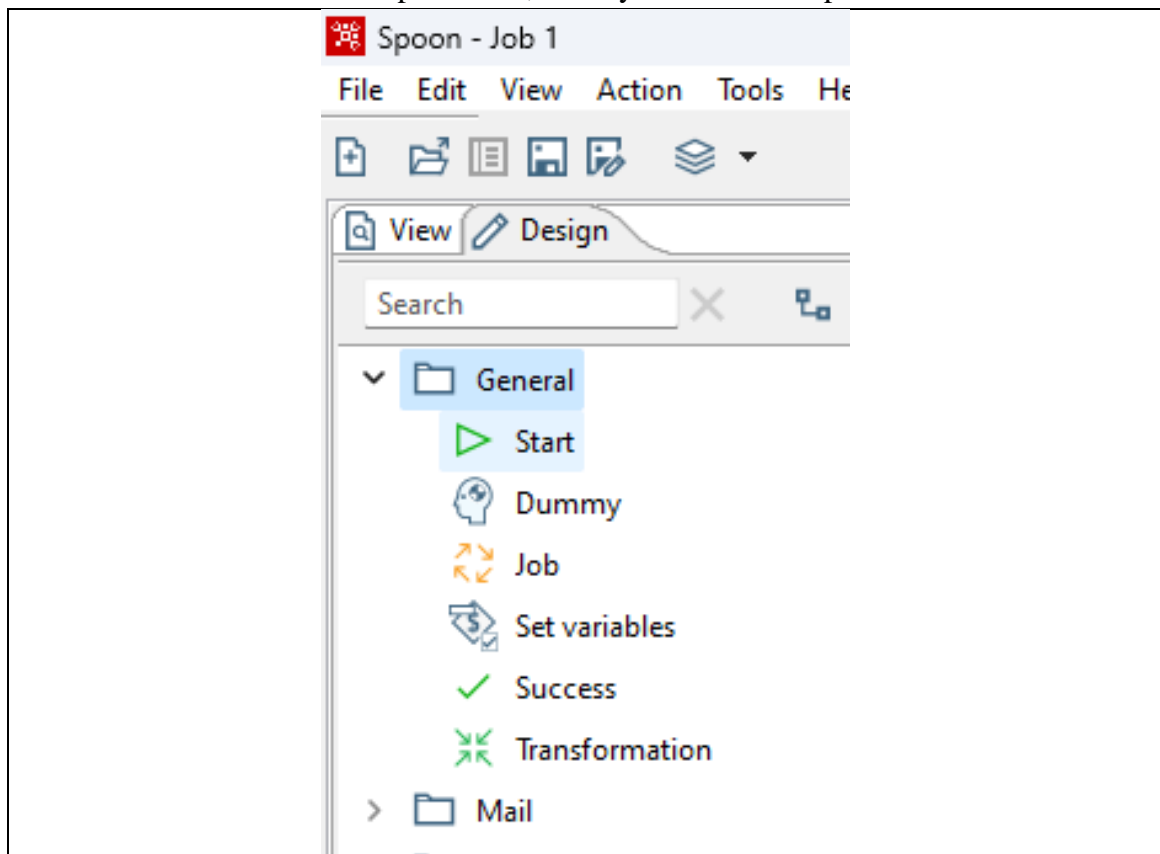 Spoon - Job 1
File Edit View Action Tools He
View Design
Search
General
Start
Dummy
Job
Set variables
Success
Transformation
Mail